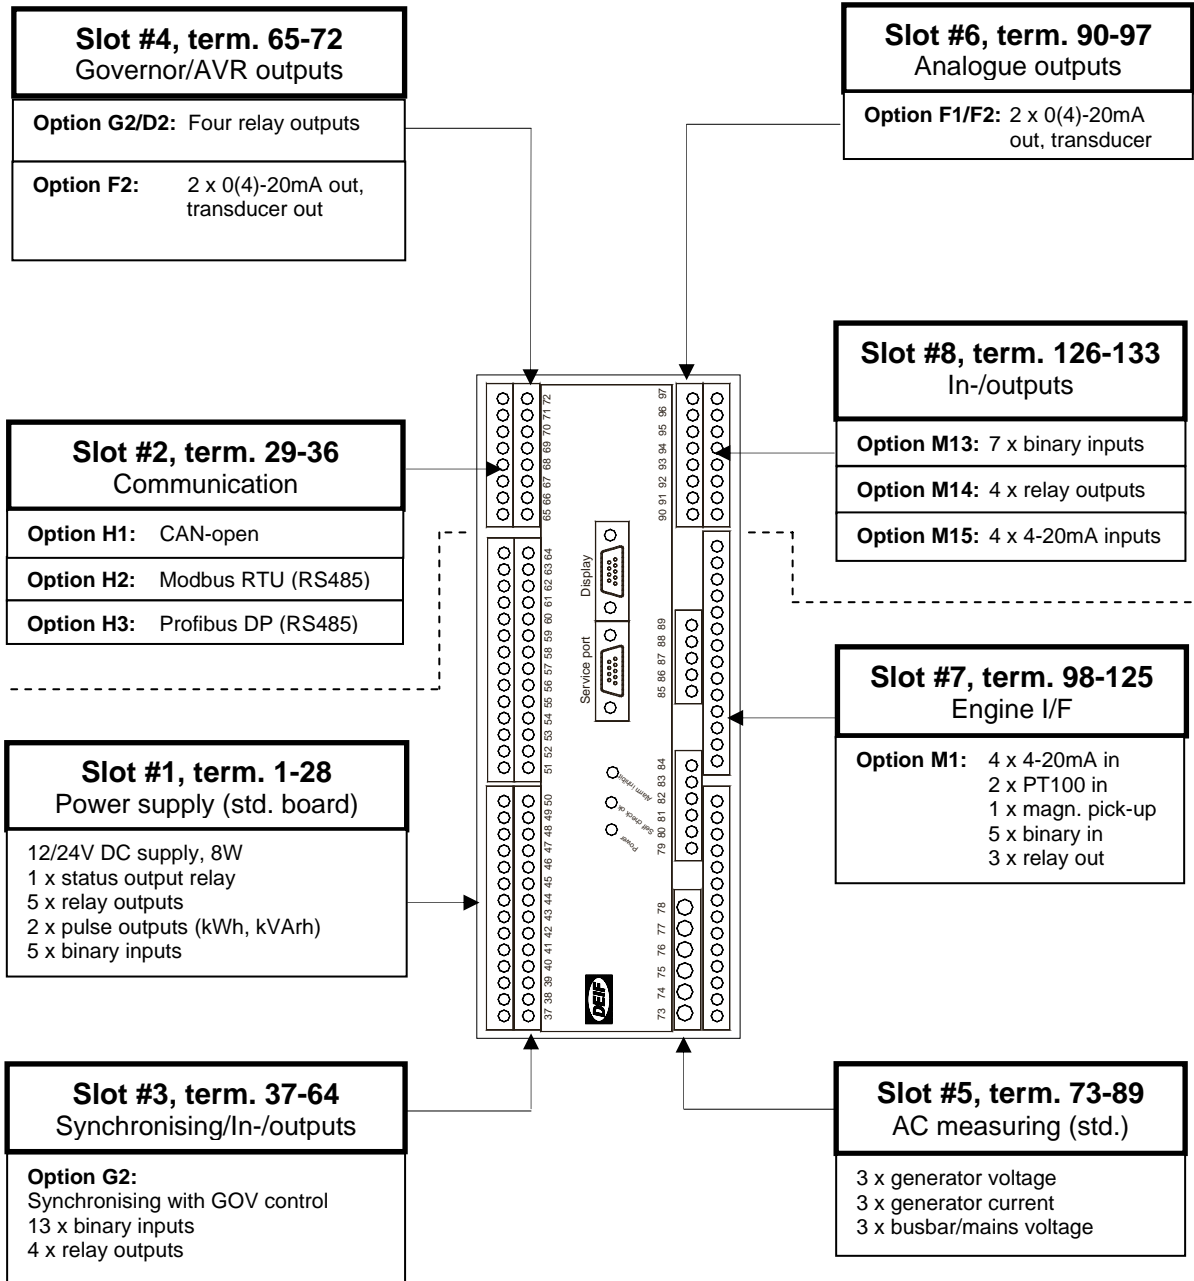 Slot #4, term. 65-72
Governor/AVR outputs
Option G2/D2: Four relay outputs
Option F2: 2 x 0(4)-20mA out,
transducer out
Slot #6, term. 90-97
Analogue outputs
Option F1/F2: 2 x 0(4)-20mA
out, transducer
Slot #2, term. 29-36
Communication
Option H1: CAN-open
Option H2: Modbus RTU (RS485)
Option H3: Profibus DP (RS485)
Slot #8, term. 126-133
In-/outputs
Option M13: 7 x binary inputs
Option M14: 4 x relay outputs
Option M15: 4 x 4-20mA inputs
Slot #1, term. 1-28
Power supply (std. board)
12/24V DC supply, 8W
1 x status output relay
5 x relay outputs
2 x pulse outputs (kWh, kVArh)
5 x binary inputs
Slot #7, term. 98-125
Engine I/F
Option M1: 4 x 4-20mA in
2 x PT100 in
1 x magn. pick-up
5 x binary in
3 x relay out
Slot #3, term. 37-64
Synchronising/In-/outputs
Option G2:
Synchronising with GOV control
13 x binary inputs
4 x relay outputs
Slot #5, term. 73-89
AC measuring (std.)
3 x generator voltage
3 x generator current
3 x busbar/mains voltage
65 66 67 68 69 70 71 72
51 52 53 54 55 56 57 58 59 60 61 62 63 64
37 38 39 40 41 42 43 44 45 46 47 48 49 50
90 91 92 93 94 95 96 97
85 86 87 88 89
79 80 81 82 83 84
73 74 75 76 77 78
Display
Service port
Alarm inhibit
Self check ok
Power
DEIF